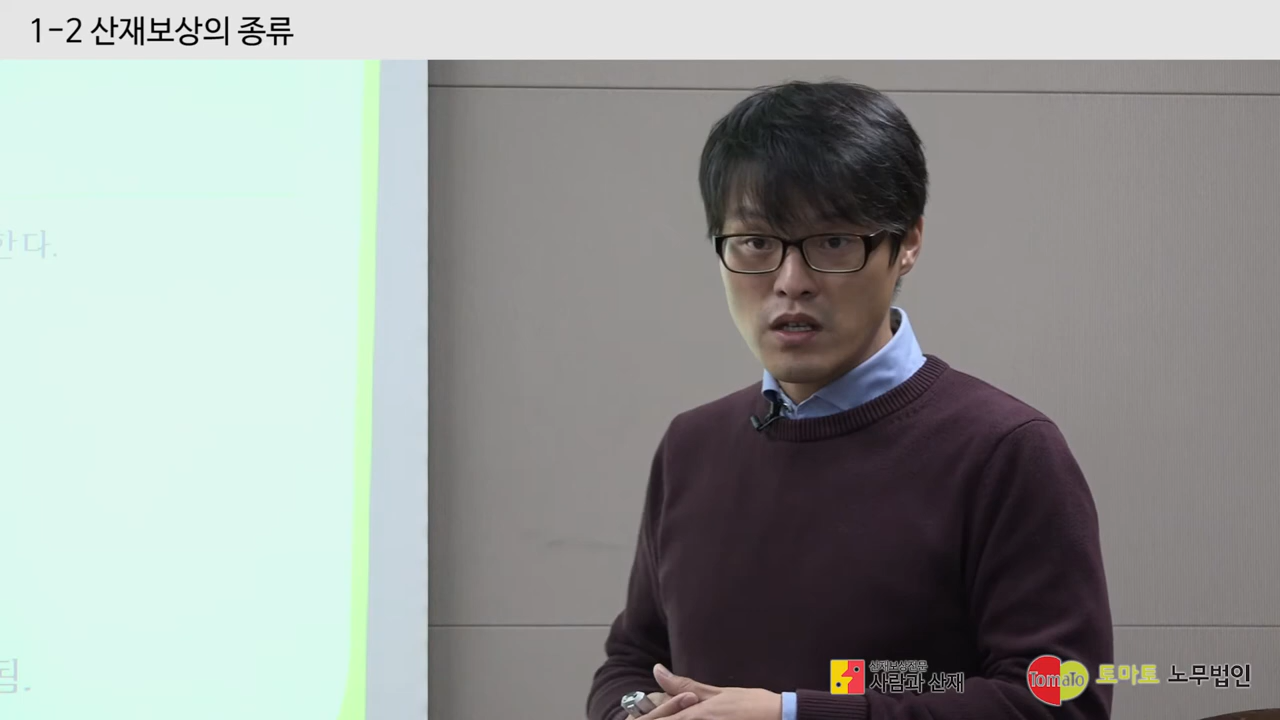 1-2 산재보상의 종류
한다.
됨.
산재보상전문
사람과 산재
TomaTo 토마토 노무법인